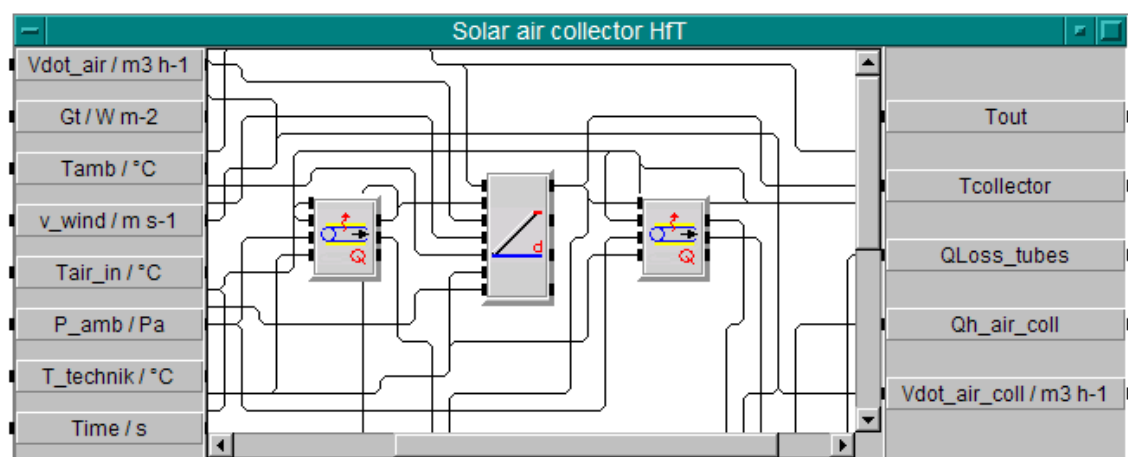 Solar air collector HfT
Vdot_air / m3 h-1
Gt / W m-2
Tamb / °C
v_wind / m s-1
Tair_in / °C
P_amb / Pa
T_technik / °C
Time / s
Q
d
Q
Tout
Tcollector
QLoss_tubes
Qh_air_coll
Vdot_air_coll / m3 h-1